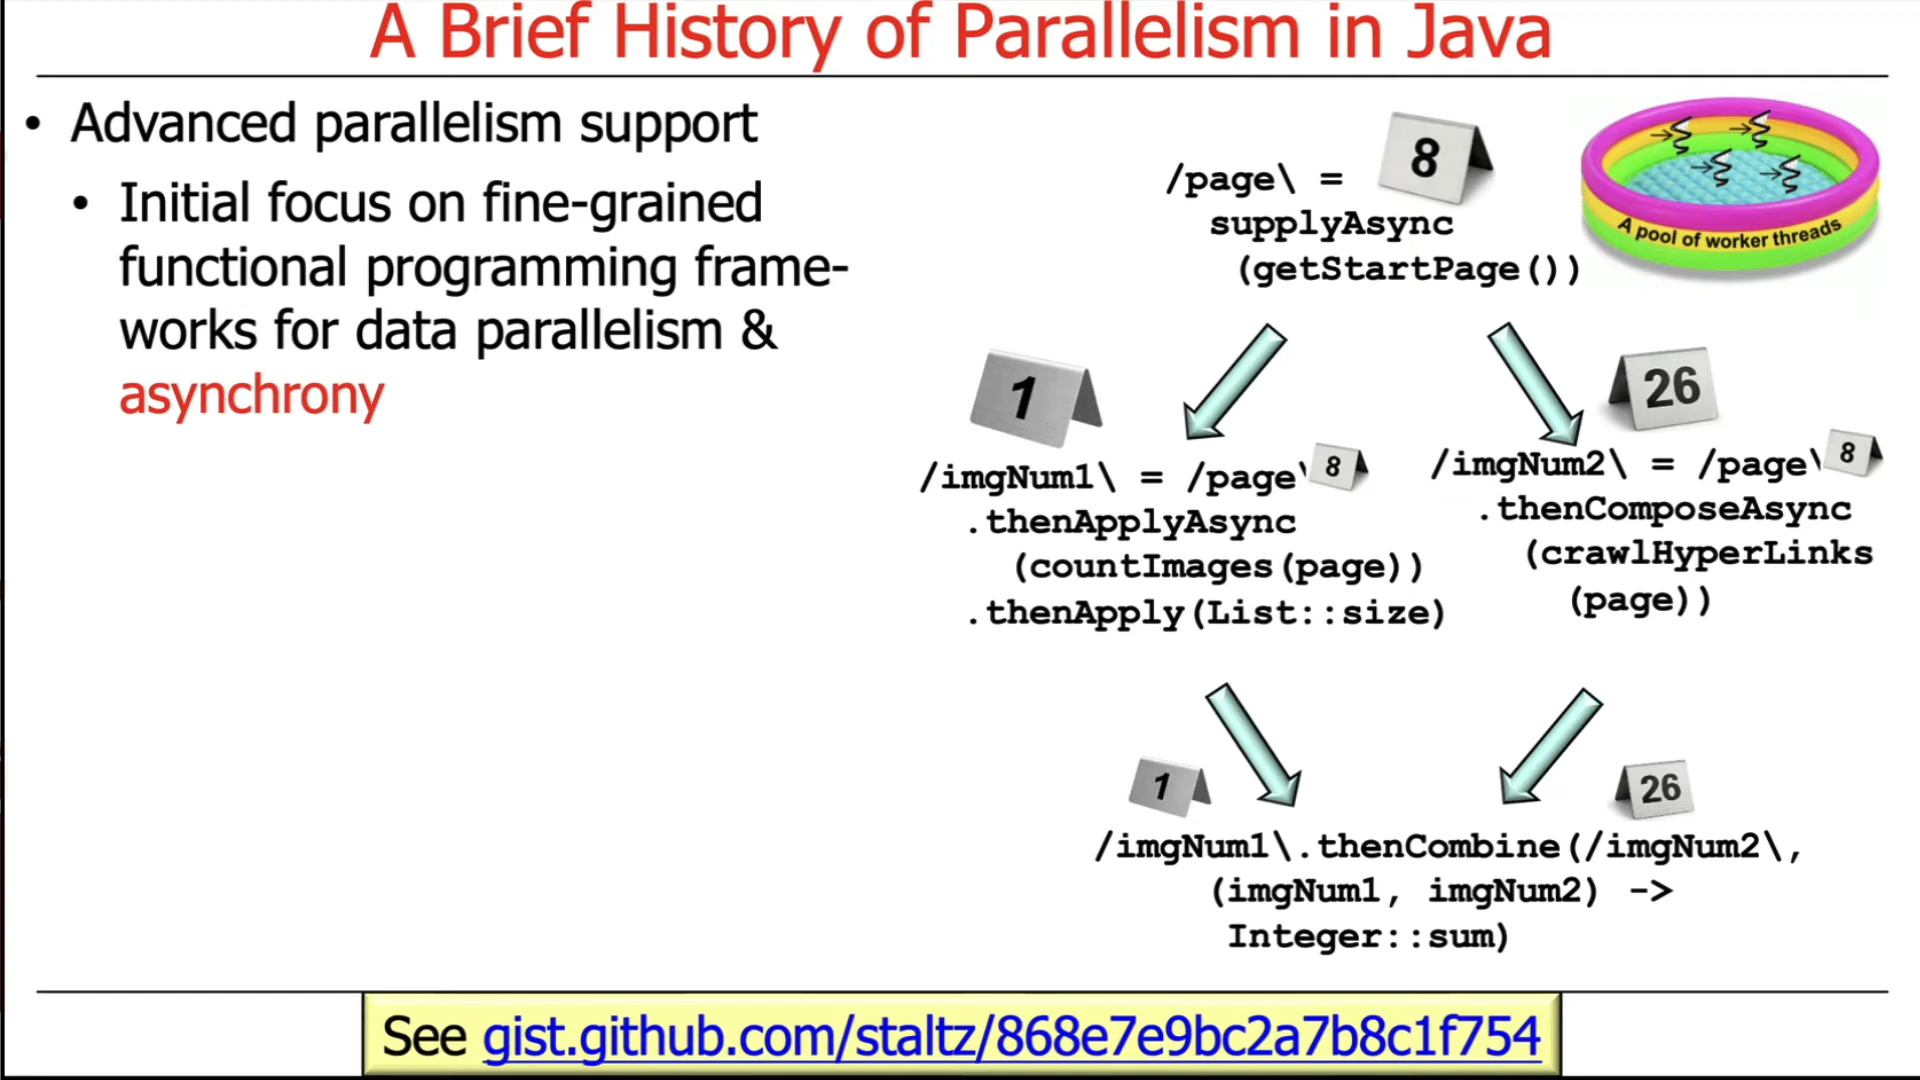 A Brief History of Parallelism in Java
• Advanced parallelism support
• Initial focus on fine-grained
functional programming frame-
works for data parallelism &
asynchrony
8
/page\ =
supplyAsync
(getStartPage())
A pool of worker threads
1
/imgNum1\ = /page\ 8
.thenApplyAsync
(countImages(page))
.thenApply(List::size)
26
/imgNum2\ = /page\ 8
.thenComposeAsync
(crawlHyperLinks
(page))
1
26
/imgNum1\.thenCombine(/imgNum2\,
(imgNum1, imgNum2) ->
Integer::sum)
See gist.github.com/staltz/868e7e9bc2a7b8c1f754